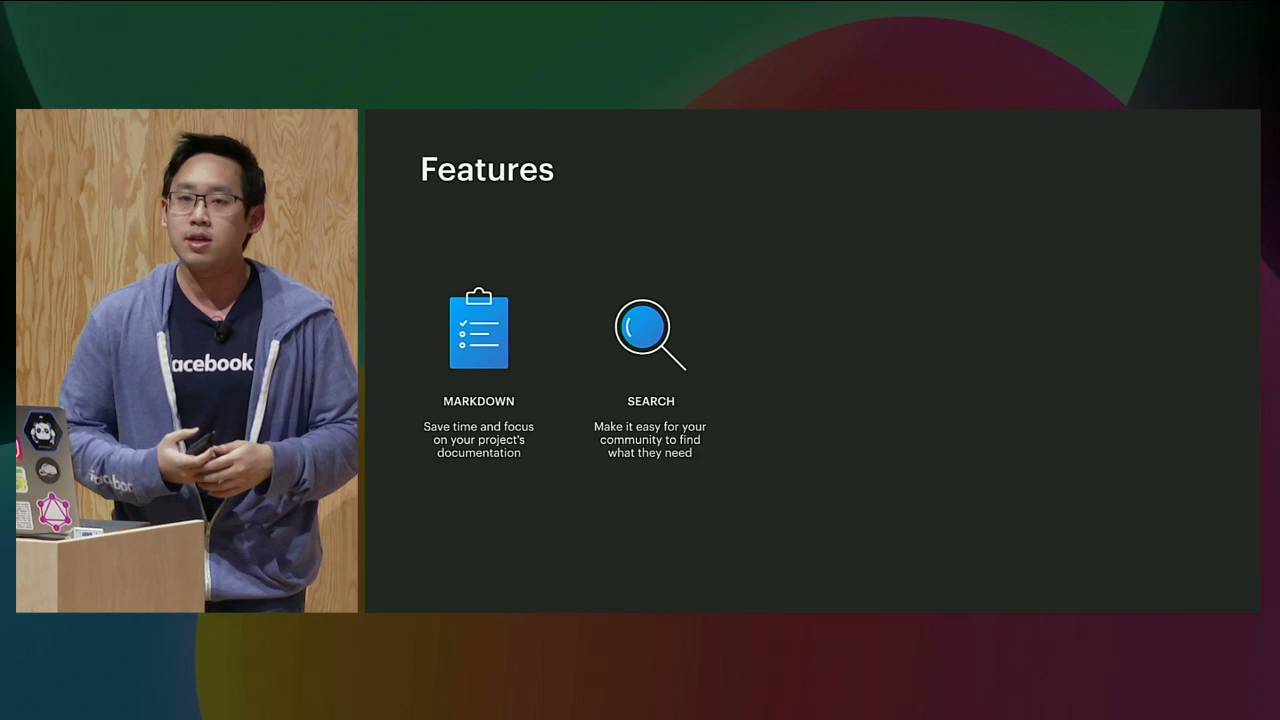 Features
MARKDOWN
Save time and focus
on your project's
documentation
SEARCH
Make it easy for your
community to find
what they need
acebook